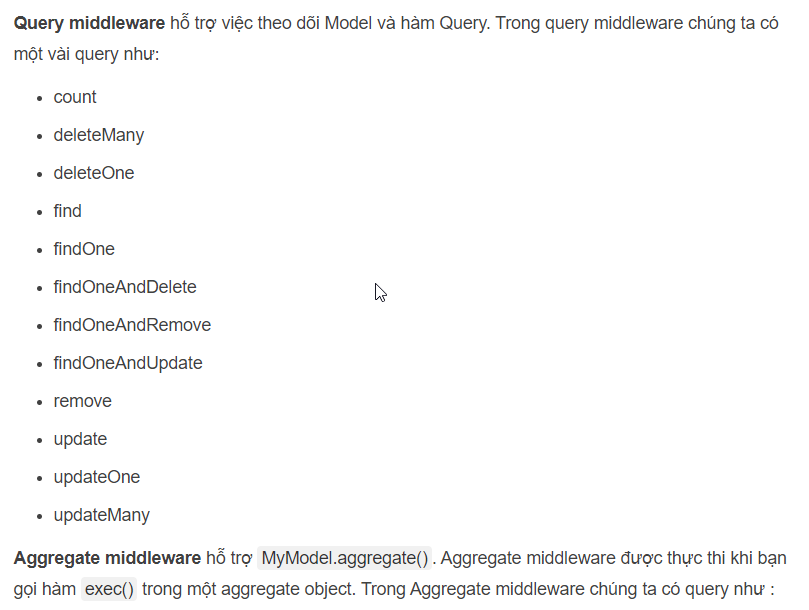 Query middleware hỗ trợ việc theo dõi Model và hàm Query. Trong query middleware chúng ta có
một vài query như:
• count
• deleteMany
• deleteOne
• find
• findOne
• findOneAndDelete
• findOneAndRemove
• findOneAndUpdate
• remove
• update
• updateOne
• updateMany
Aggregate middleware hỗ trợ MyModel.aggregate(). Aggregate middleware được thực thi khi bạn
gọi hàm exec() trong một aggregate object. Trong Aggregate middleware chúng ta có query như :